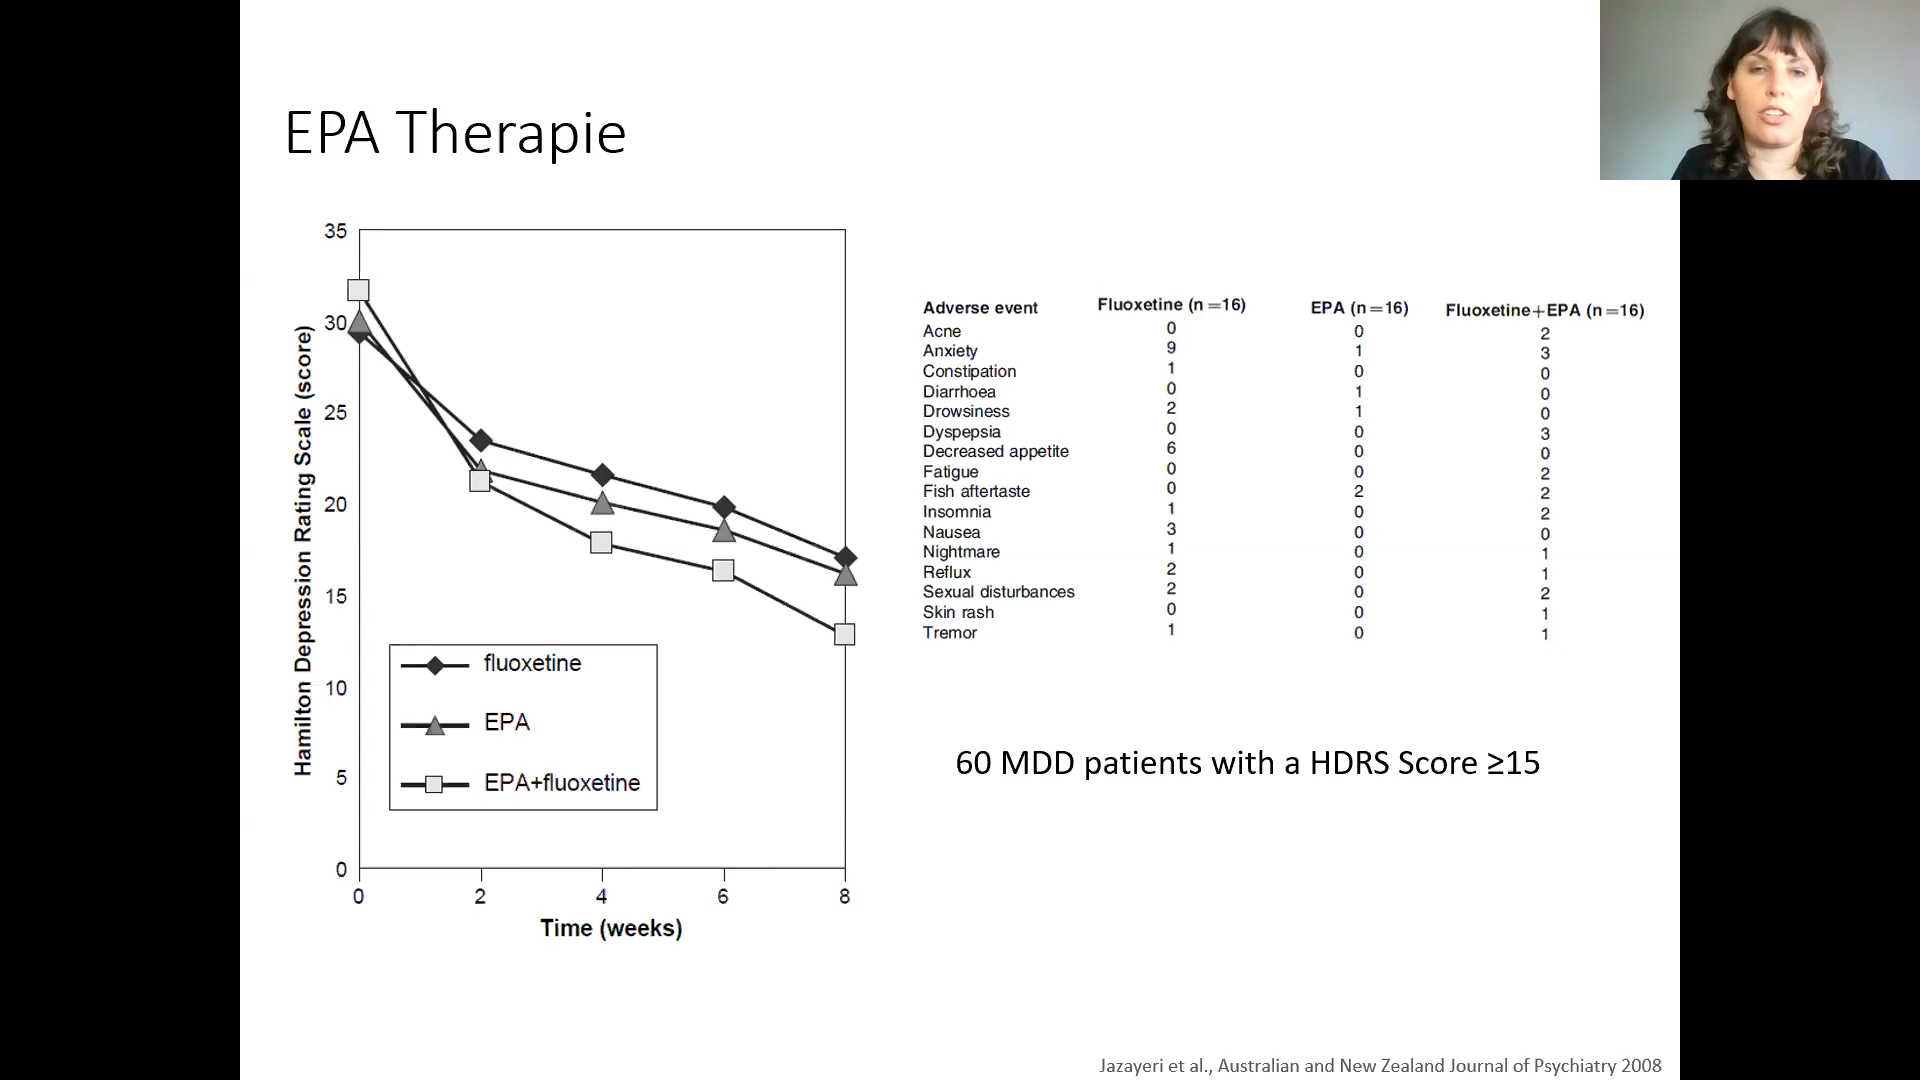 EPA Therapie
35
30
25
20
15
10
5
0
Hamilton Depression Rating Scale (score)
fluoxetine
EPA
EPA+fluoxetine
0 2 4 6 8
Time (weeks)
Adverse event Fluoxetine (n =16) EPA (n =16) Fluoxetine+EPA (n =16)
Acne 0 0 2
Anxiety 9 1 3
Constipation 1 0 0
Diarrhoea 0 1 0
Drowsiness 2 1 0
Dyspepsia 0 0 3
Decreased appetite 6 0 0
Fatigue 0 0 2
Fish aftertaste 0 2 2
Insomnia 1 0 2
Nausea 3 0 0
Nightmare 1 0 1
Reflux 2 0 1
Sexual disturbances 2 0 2
Skin rash 0 0 1
Tremor 1 0 1
60 MDD patients with a HDRS Score ≥15
Jazayeri et al., Australian and New Zealand Journal of Psychiatry 2008